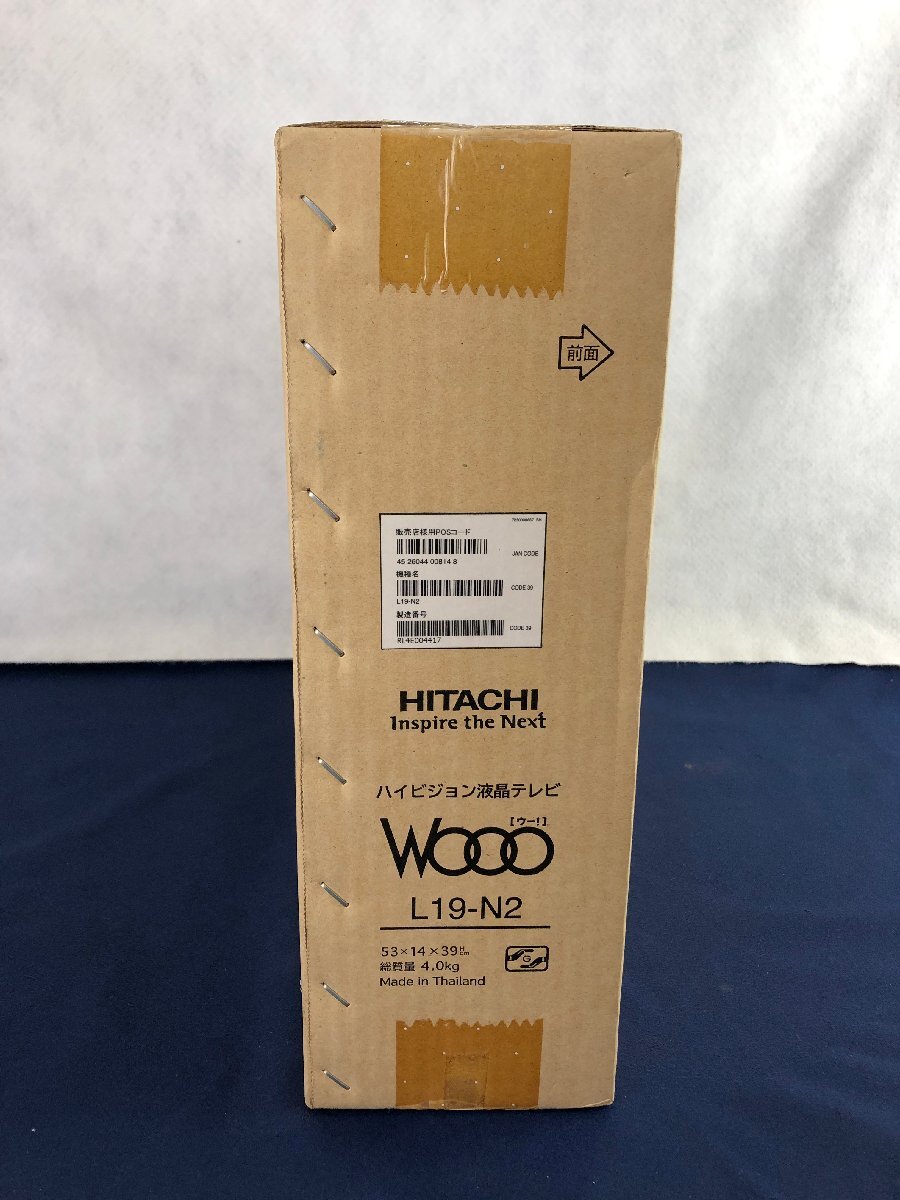 前面
販売店様用POSコード
JAN CODE
45 26044 00814 8
機種名
CODE 39
L19-N2
製造番号
CODE 39
RL4EC04417
HITACHI
Inspire the Next
ハイビジョン液晶テレビ
[ウー!]
Wooo
L19-N2
53×14×39Hcm
総質量 4.0kg
G
Made in Thailand